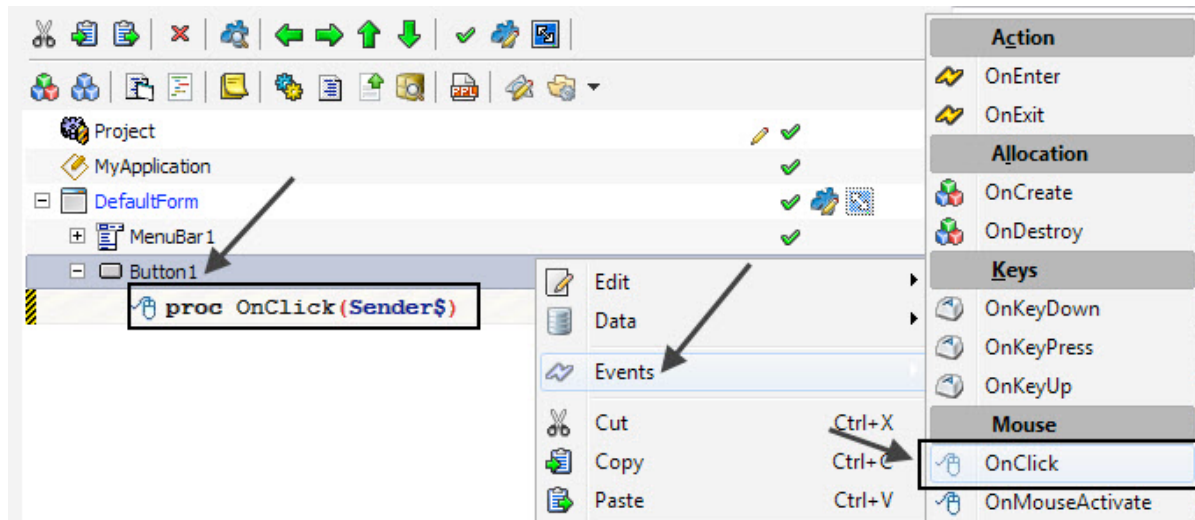 Project
MyApplication
DefaultForm
MenuBar1
Button1
proc OnClick(Sender$)
Edit
Data
Events
Cut Ctrl+X
Copy Ctrl+C
Paste Ctrl+V
Action
OnEnter
OnExit
Allocation
OnCreate
OnDestroy
Keys
OnKeyDown
OnKeyPress
OnKeyUp
Mouse
OnClick
OnMouseActivate